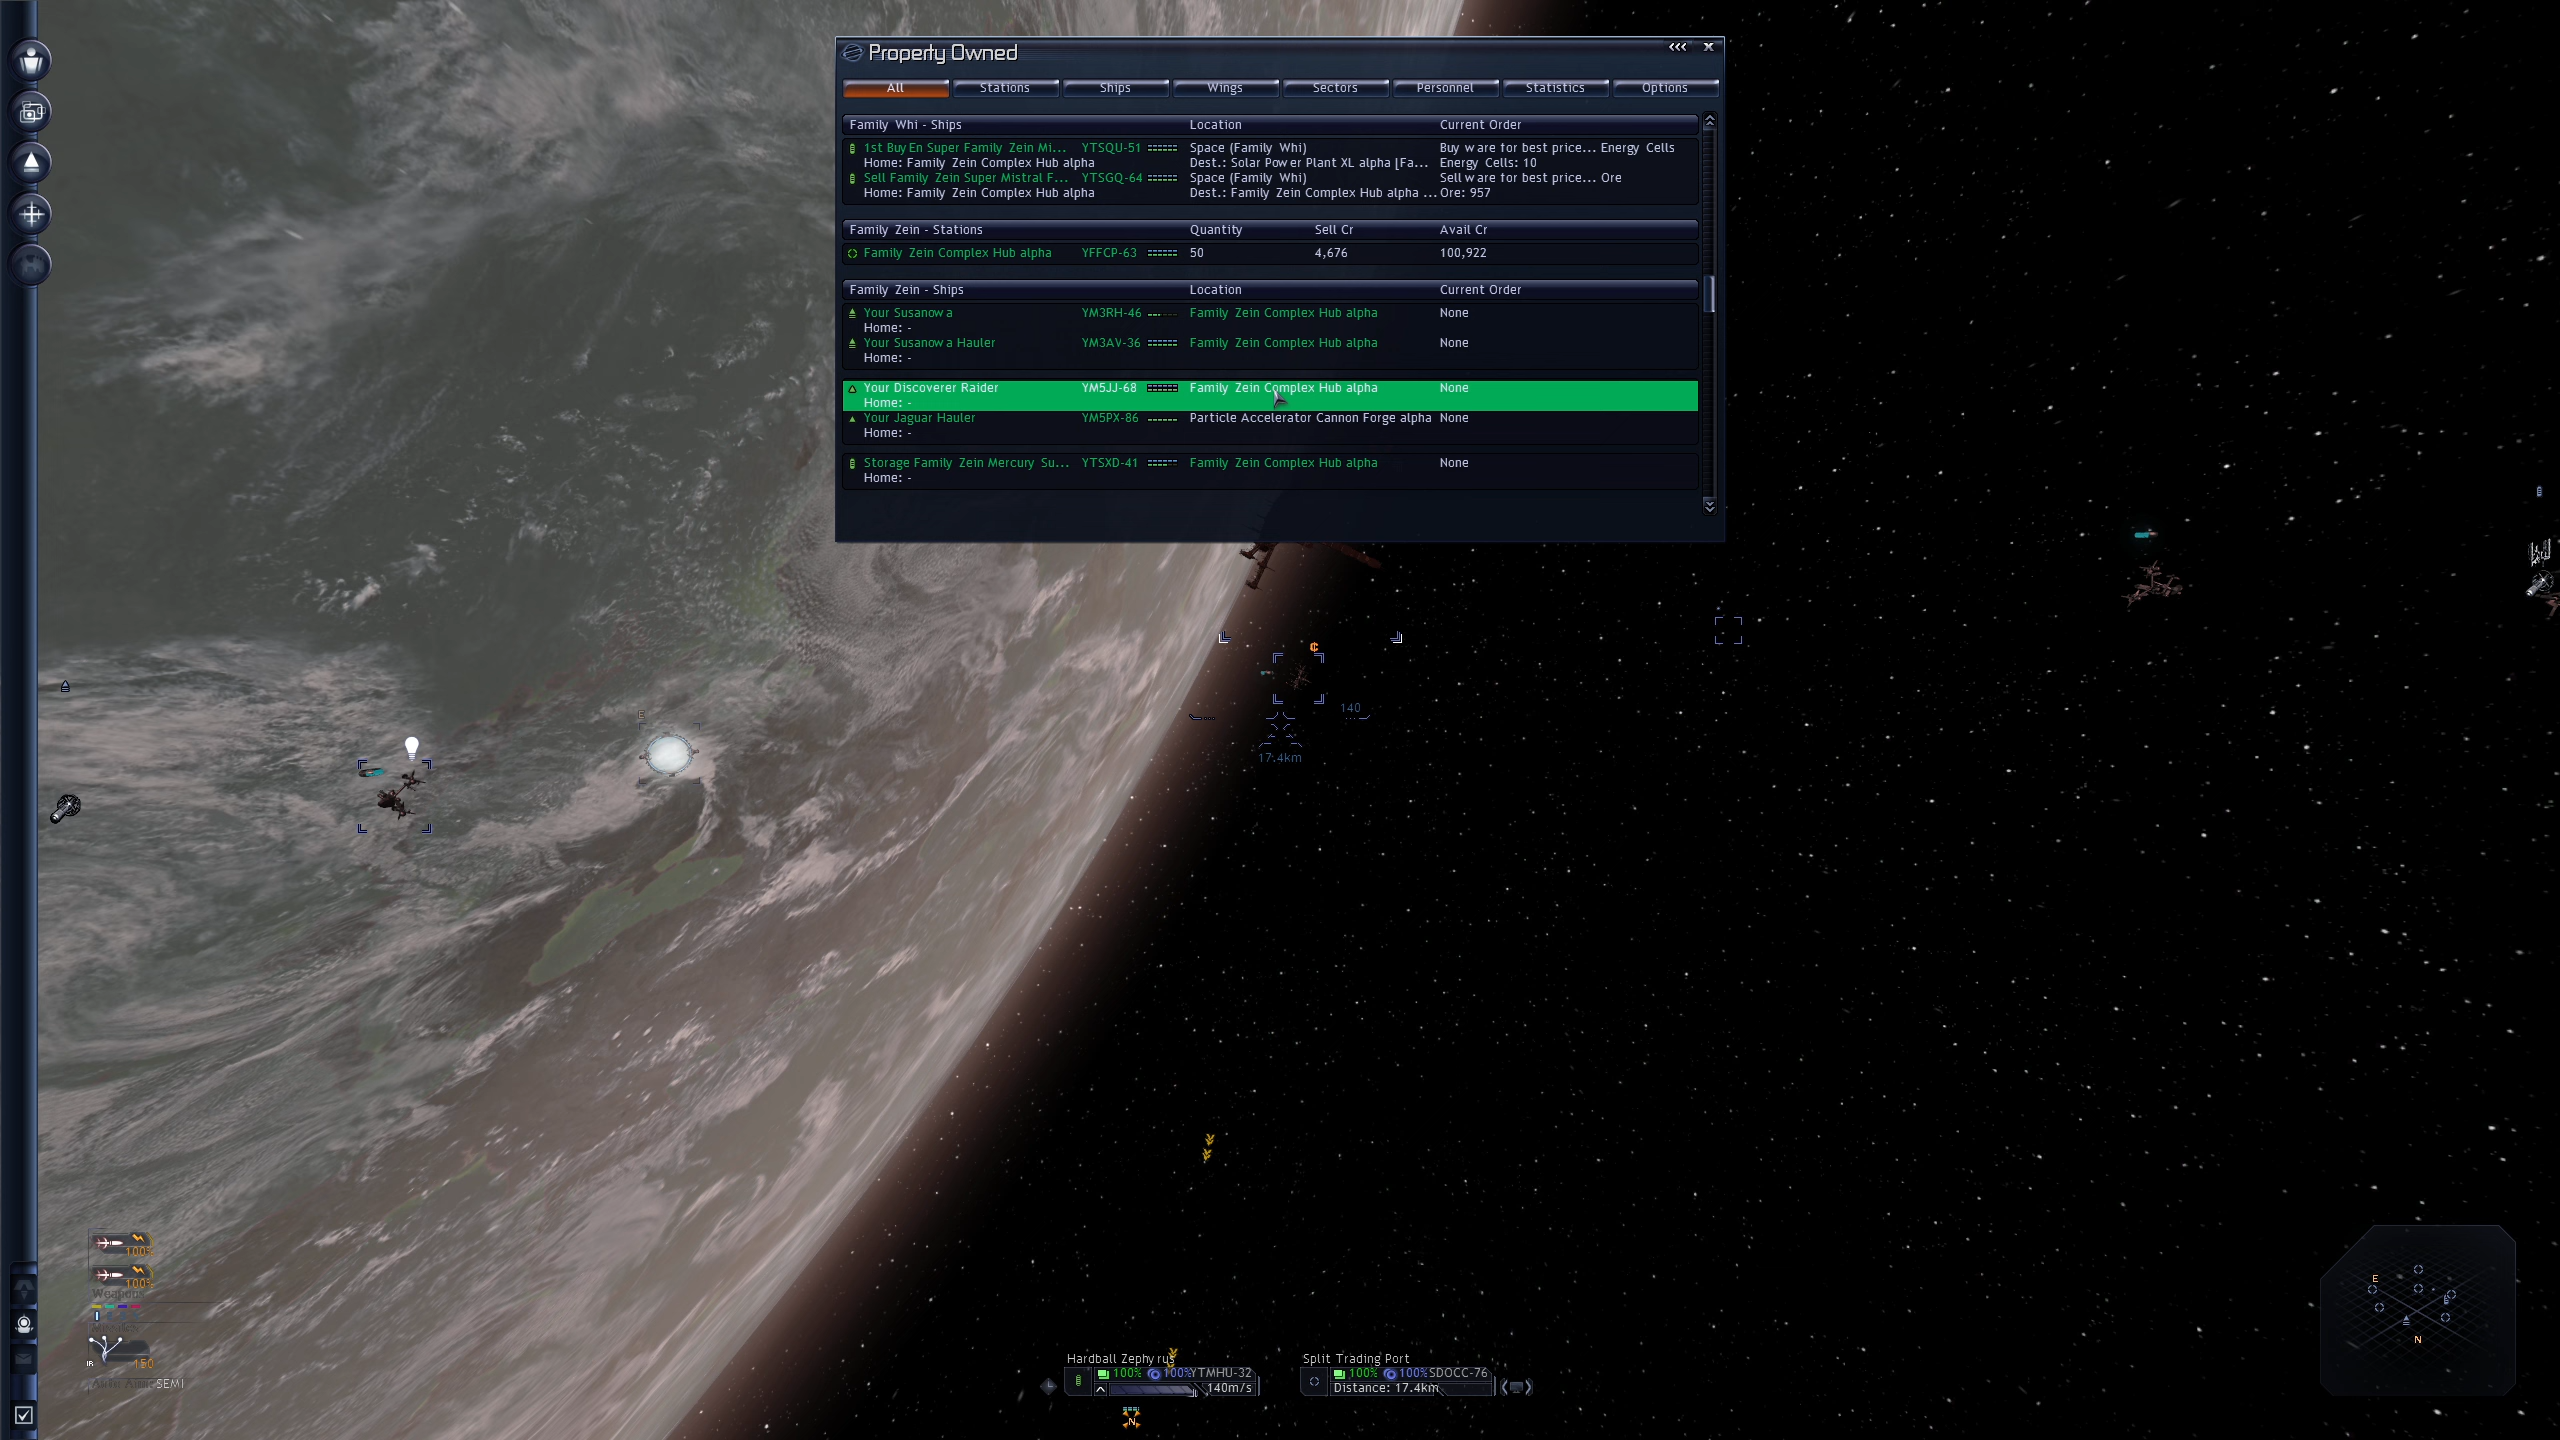 Property Owned
All Stations Ships Wings Sectors Personnel Statistics Options
Family Whi - Ships Location Current Order
1st Buy En Super Family Zein Mi... YTSQU-51 Space (Family Whi) Buy ware for best price... Energy Cells
Home: Family Zein Complex Hub alpha Dest.: Solar Power Plant XL alpha [Fa... Energy Cells: 10
Sell Family Zein Super Mistral F... YTSGQ-64 Space (Family Whi) Sell ware for best price... Ore
Home: Family Zein Complex Hub alpha Dest.: Family Zein Complex Hub alpha ... Ore: 957
Family Zein - Stations Quantity Sell Cr Avail Cr
Family Zein Complex Hub alpha YFFCP-63 50 4,676 100,922
Family Zein - Ships Location Current Order
Your Susanowa YM3RH-46 Family Zein Complex Hub alpha None
Home: -
Your Susanowa Hauler YM3AV-36 Family Zein Complex Hub alpha None
Home: -
Your Discoverer Raider YM5JJ-68 Family Zein Complex Hub alpha None
Home: -
Your Jaguar Hauler YM5PX-86 Particle Accelerator Cannon Forge alpha None
Home: -
Storage Family Zein Mercury Su... YTSXD-41 Family Zein Complex Hub alpha None
Home: -
E
140
17.4km
100%
100%
Weapons
Missiles
IR 150
SEMI
Hardball Zephyrus
100% 100% YTMHU-32
140m/s
N
Split Trading Port
100% 100% SDOCC-76
Distance: 17.4km
E
N